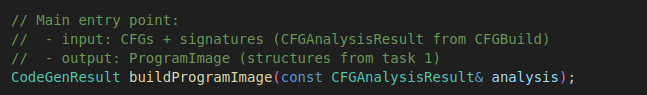 // Main entry point:
//  - input: CFGs + signatures (CFGAnalysisResult from CFGBuild)
//  - output: ProgramImage (structures from task 1)
CodeGenResult buildProgramImage(const CFGAnalysisResult& analysis);